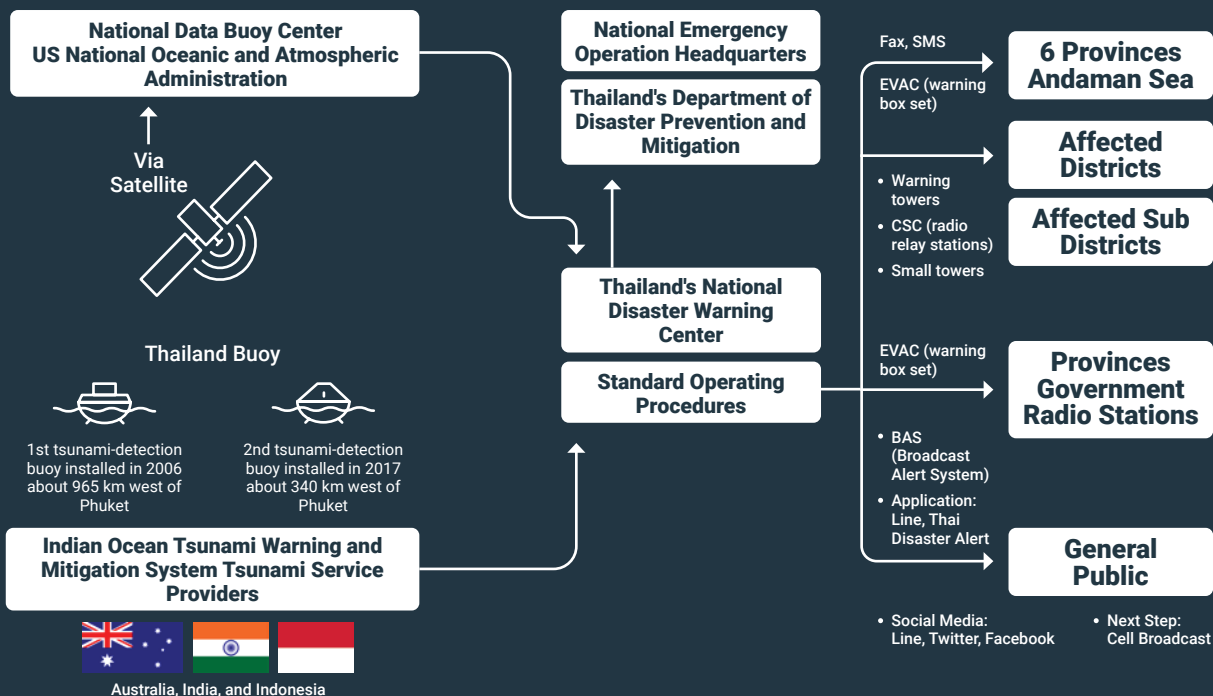 National Data Buoy Center
US National Oceanic and Atmospheric
Administration
Via
Satellite
Thailand Buoy
1st tsunami-detection
buoy installed in 2006
about 965 km west of
Phuket
2nd tsunami-detection
buoy installed in 2017
about 340 km west of
Phuket
Indian Ocean Tsunami Warning and
Mitigation System Tsunami Service
Providers
Australia, India, and Indonesia
National Emergency
Operation Headquarters
Thailand's Department of
Disaster Prevention and
Mitigation
Thailand's National
Disaster Warning
Center
Standard Operating
Procedures
Fax, SMS
EVAC (warning
box set)
6 Provinces
Andaman Sea
Affected
Districts
• Warning
towers
• CSC (radio
relay stations)
• Small towers
Affected Sub
Districts
EVAC (warning
box set)
Provinces
Government
Radio Stations
• BAS
(Broadcast
Alert System)
• Application:
Line, Thai
Disaster Alert
General
Public
• Social Media:
Line, Twitter, Facebook
• Next Step:
Cell Broadcast